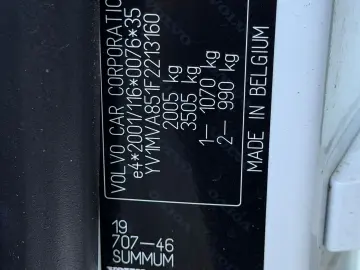 VOLVO CAR CORPORATION
e4*2001/116*0076*35
YV1MVA851F2213160
2005 kg
3505 kg
1– 1070 kg
2– 990 kg
MADE IN BELGIUM
19
707–46
SUMMUM